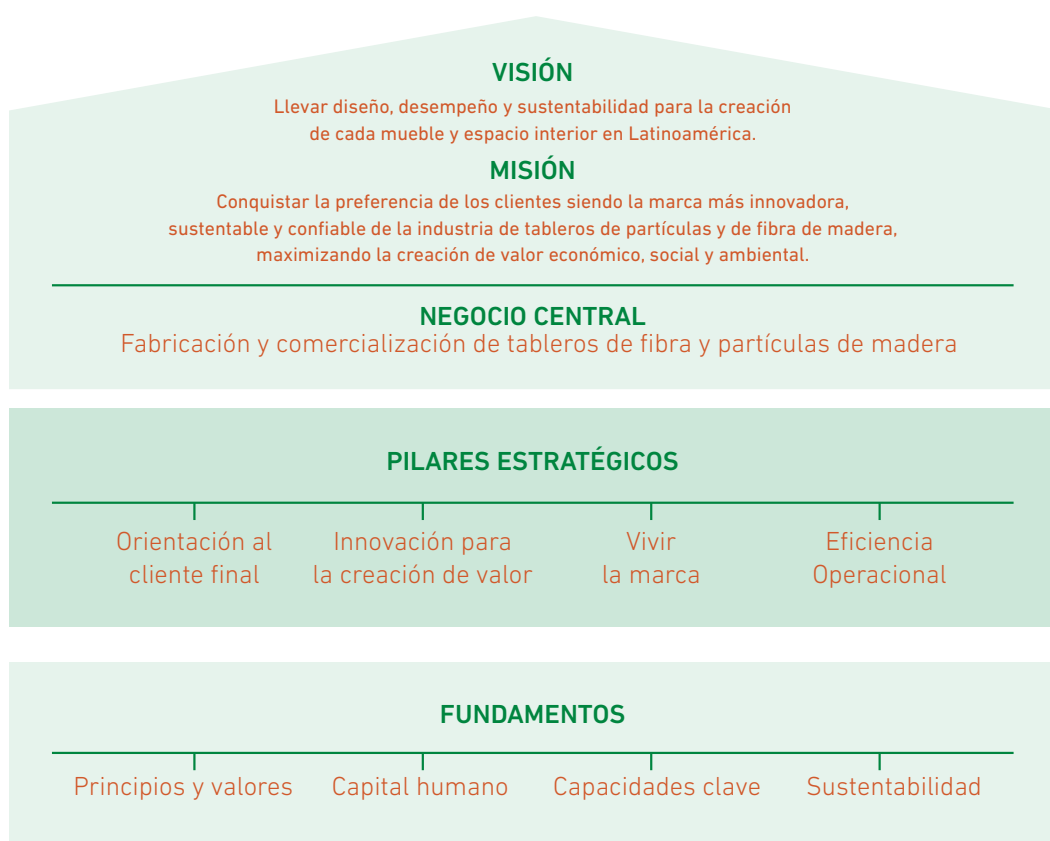 VISIÓN
Llevar diseño, desempeño y sustentabilidad para la creación
de cada mueble y espacio interior en Latinoamérica.
MISIÓN
Conquistar la preferencia de los clientes siendo la marca más innovadora,
sustentable y confiable de la industria de tableros de partículas y de fibra de madera,
maximizando la creación de valor económico, social y ambiental.
NEGOCIO CENTRAL
Fabricación y comercialización de tableros de fibra y partículas de madera
PILARES ESTRATÉGICOS
Orientación al
cliente final
Innovación para
la creación de valor
Vivir
la marca
Eficiencia
Operacional
FUNDAMENTOS
Principios y valores
Capital humano
Capacidades clave
Sustentabilidad